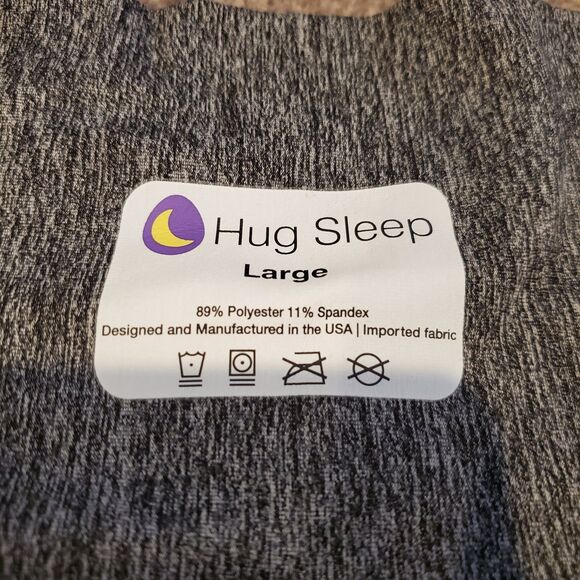 Hug Sleep
Large
89% Polyester 11% Spandex
Designed and Manufactured in the USA | Imported fabric